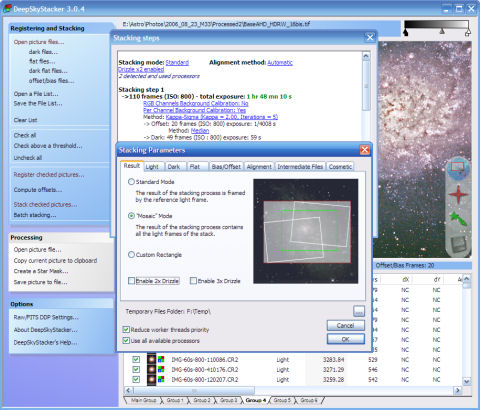 DeepSkyStacker 3.0.4
Registering and Stacking
Open picture files...
dark files...
flat files...
dark flat files...
offset/bias files...
Open a File List...
Save the File List...
Clear List
Check all
Check above a threshold...
Uncheck all
Register checked pictures...
Compute offsets...
Stack checked pictures...
Batch stacking...
Processing
Open picture file...
Copy current picture to clipboard
Create a Star Mask...
Save picture to file...
Options
Raw/FITS DDP Settings...
About DeepSkyStacker...
DeepSkyStacker's Help...
E:\Astro\Photos\2006_08_23_M33\Processed2\BaseAHD_HDRW_16bis.tif
Stacking steps
Stacking mode: Standard Alignment method: Automatic
Drizzle x2 enabled
2 detected and used processors
Stacking step 1
->110 frames (ISO: 800) - total exposure: 1 hr 48 mn 10 s
RGB Channels Background Calibration: No
Per Channel Background Calibration: Yes
Method: Kappa-Sigma (Kappa = 2.00, Iterations = 5)
-> Offset: 20 frames (ISO: 800) exposure: 1/4008 s
Method: Median
-> Dark: 49 frames (ISO: 800) exposure: 59 s
Stacking Parameters
Result Light Dark Flat Bias/Offset Alignment Intermediate Files Cosmetic
Standard Mode
The result of the stacking process is framed
by the reference light frame.
"Mosaic" Mode
The result of the stacking process contains
all the light frames of the stack.
Custom Rectangle
Enable 2x Drizzle Enable 3x Drizzle
Temporary Files Folder: F:\Temp\ ...
Reduce worker threads priority
Use all available processors
Cancel
OK
Offset/Bias Frames: 20
dX dY
NC NC
NC NC
NC NC
NC NC
NC NC
NC NC
IMG-60s-800-110086.CR2 Light 3283.84 529 NC NC
IMG-60s-800-410176.CR2 Light 3271.29 546 NC NC
IMG-60s-800-120207.CR2 Light 3259.28 542 NC NC
Main Group Group 1 Group 2 Group 3 Group 4 Group 5 Group 6